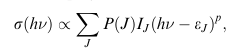 σ(hν) ∝ ∑_J P(J)I_J(hν − ε_J)^p,